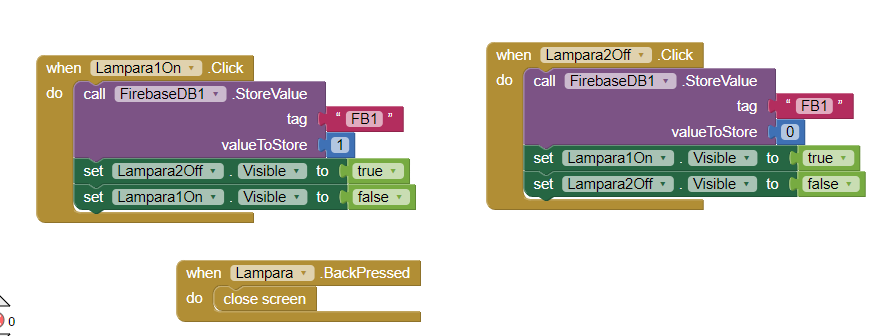 when Lampara1On .Click
do call FirebaseDB1 .StoreValue
tag " FB1 "
valueToStore 1
set Lampara2Off . Visible to true
set Lampara1On . Visible to false
when Lampara2Off .Click
do call FirebaseDB1 .StoreValue
tag " FB1 "
valueToStore 0
set Lampara1On . Visible to true
set Lampara2Off . Visible to false
when Lampara .BackPressed
do close screen
0